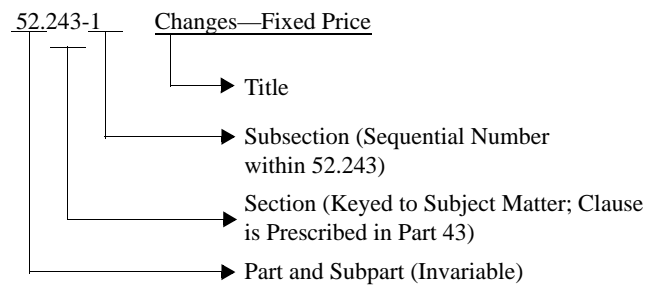 52.243-1 Changes—Fixed Price
Title
Subsection (Sequential Number
within 52.243)
Section (Keyed to Subject Matter; Clause
is Prescribed in Part 43)
Part and Subpart (Invariable)